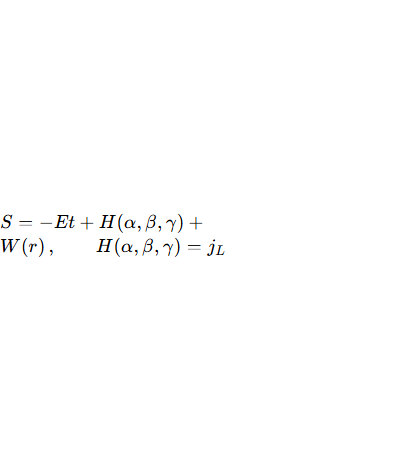 S = −Et + H(α, β, γ) +
W(r) , H(α, β, γ) = j_L